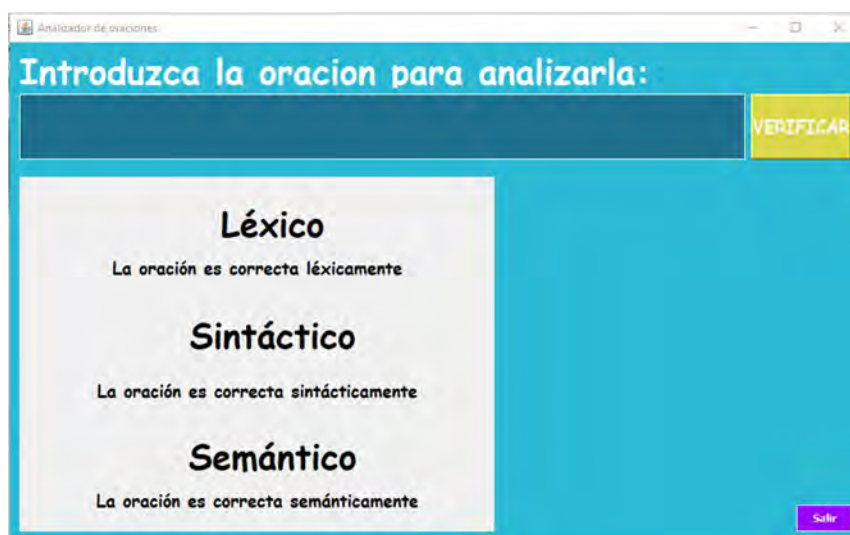 Analizador de oraciones
Introduzca la oracion para analizarla:
VERIFICAR
Léxico
La oración es correcta léxicamente
Sintáctico
La oración es correcta sintácticamente
Semántico
La oración es correcta semánticamente
Salir